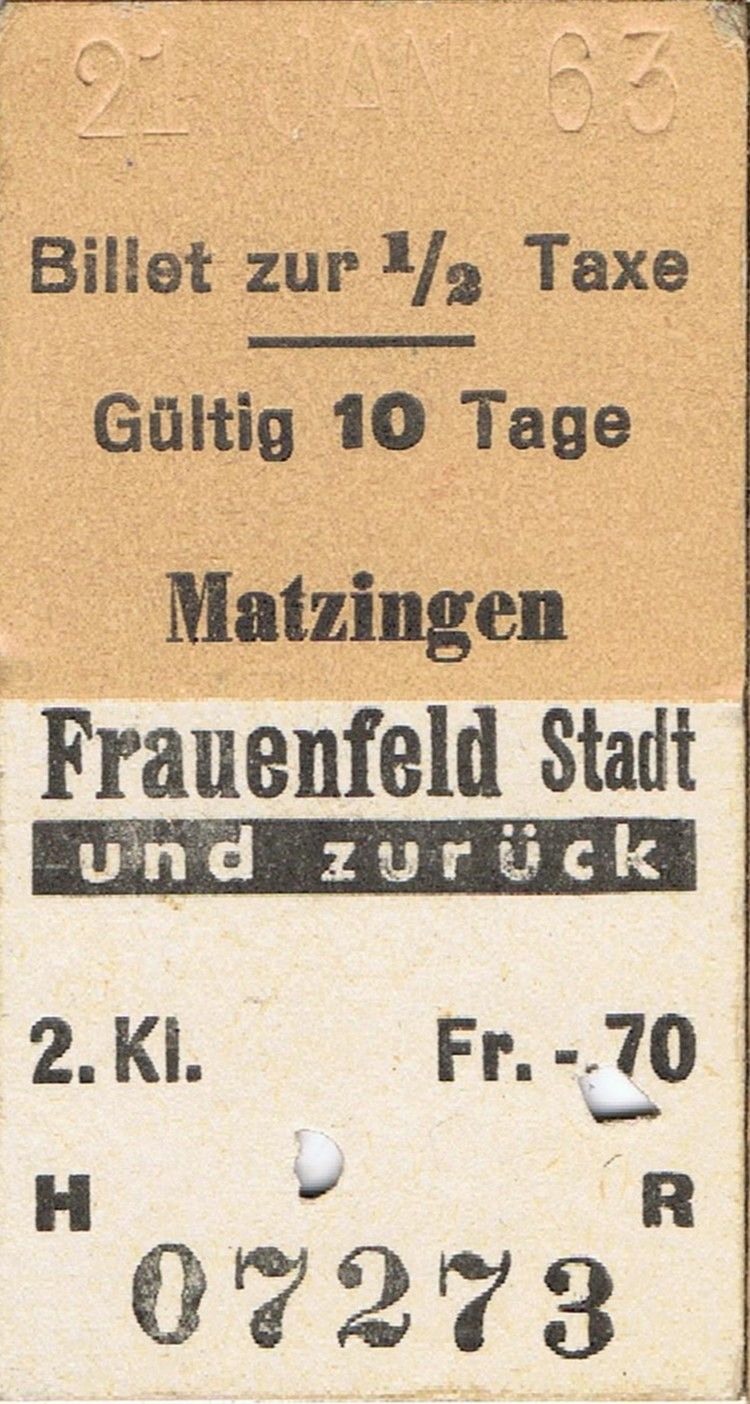 21 JAN 63
Billet zur 1/2 Taxe
Gültig 10 Tage
Matzingen
Frauenfeld Stadt
und zurück
2. Kl. Fr. -.70
H R
07273